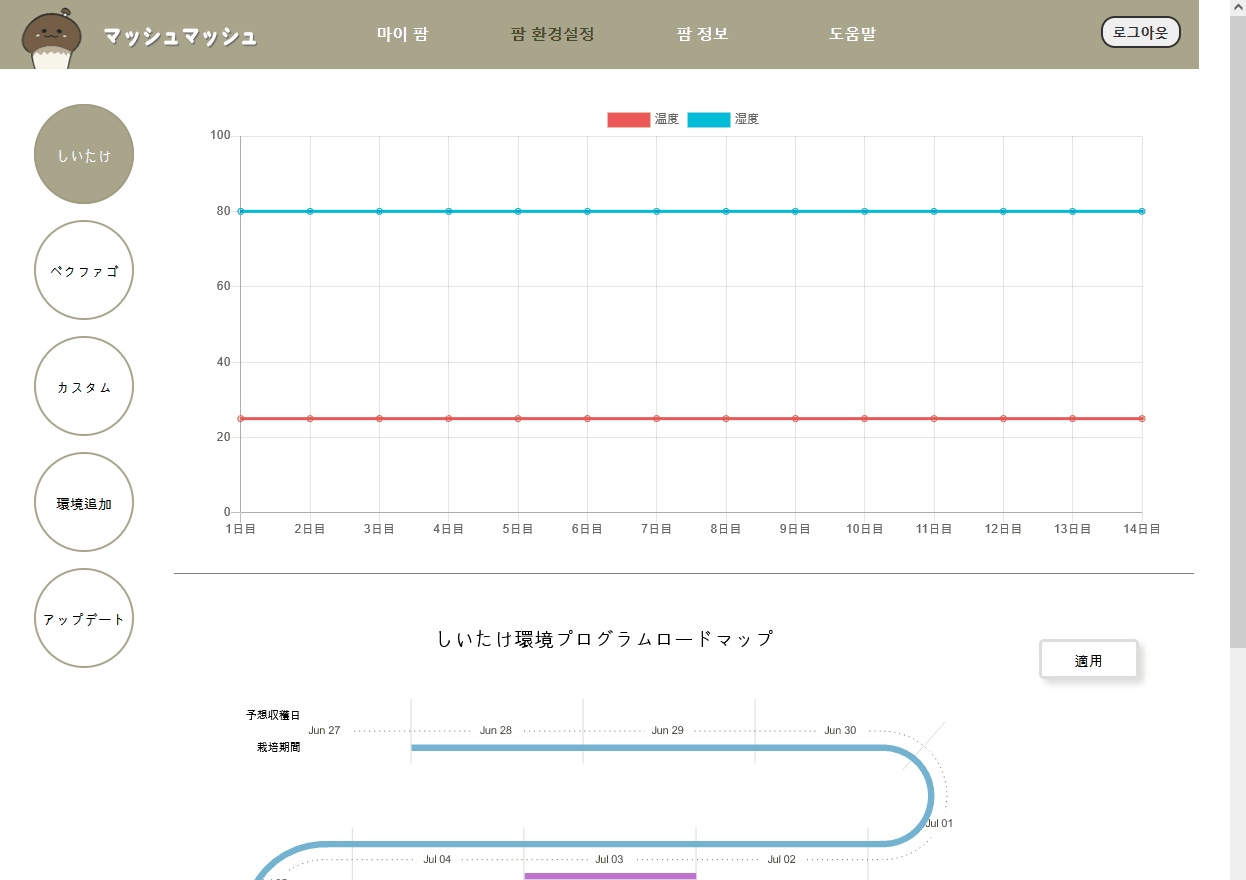 マッシュマッシュ
마이 팜
팜 환경설정
팜 정보
도움말
로그아웃
しいたけ
ペクファゴ
カスタム
環境追加
アップデート
温度 湿度
100
80
60
40
20
0
1日目 2日目 3日目 4日目 5日目 6日目 7日目 8日目 9日目 10日目 11日目 12日目 13日目 14日目
しいたけ環境プログラムロードマップ
適用
予想収穫日
Jun 27 Jun 28 Jun 29 Jun 30
栽培期間
Jul 01
Jul 04 Jul 03 Jul 02